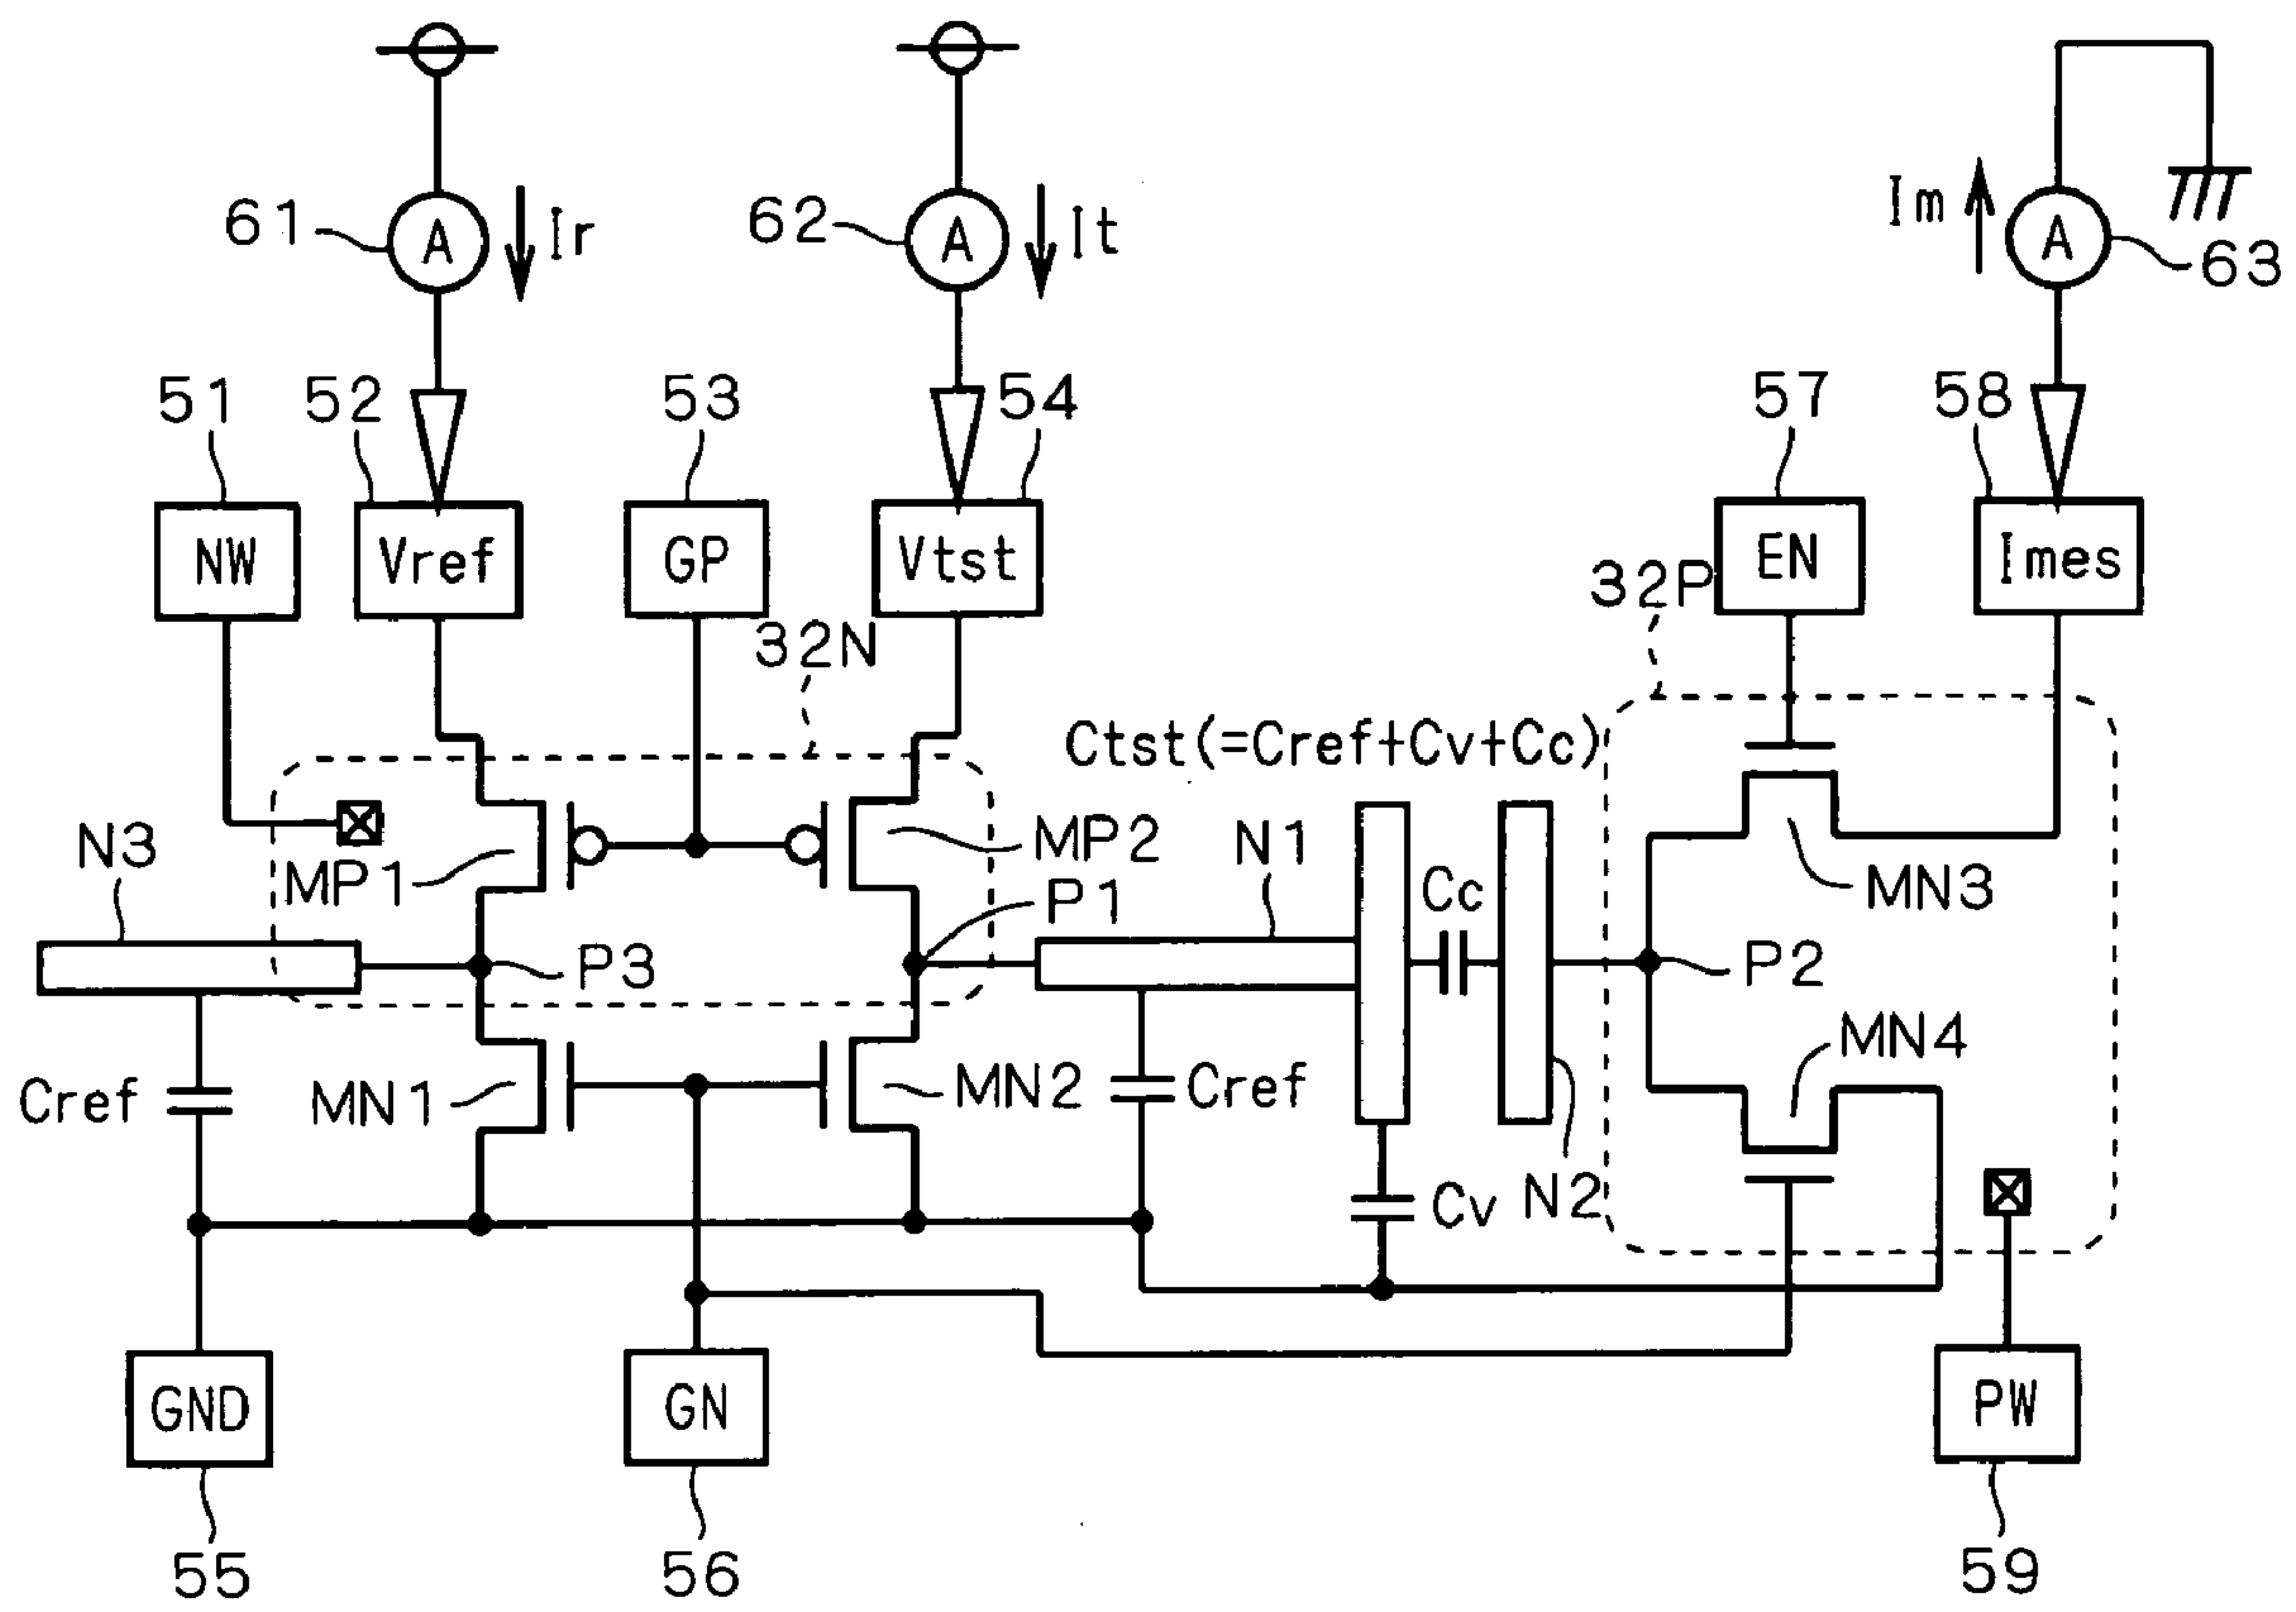 61
A
Ir
62
A
It
Im
A
63
51
52
53
54
57
58
NW
Vref
GP
Vtst
EN
Imes
32N
32P
Ctst(=Cref+Cv+Cc)
N3
MP1
MP2
N1
Cc
MN3
P3
P1
P2
MN4
Cref
MN1
MN2
Cref
Cv
N2
GND
GN
PW
55
56
59